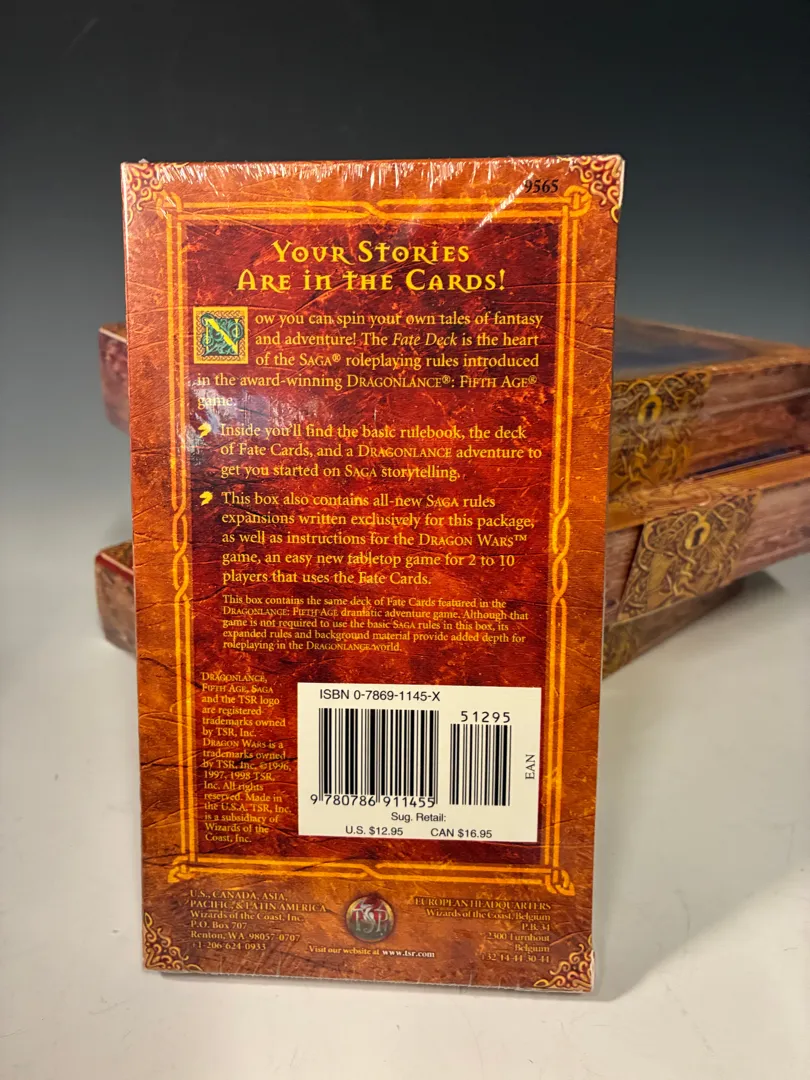 9565
YOUR STORIES
ARE IN THE CARDS!
Now you can spin your own tales of fantasy
and adventure! The Fate Deck is the heart
of the SAGA® roleplaying rules introduced
in the award-winning DRAGONLANCE®: FIFTH AGE®
game.
Inside you'll find the basic rulebook, the deck
of Fate Cards, and a DRAGONLANCE adventure to
get you started on SAGA storytelling.
This box also contains all-new SAGA rules
expansions written exclusively for this package,
as well as instructions for the DRAGON WARS™
game, an easy new tabletop game for 2 to 10
players that uses the Fate Cards.
This box contains the same deck of Fate Cards featured in the
DRAGONLANCE: FIFTH AGE dramatic adventure game. Although that
game is not required to use the basic SAGA rules in this box, its
expanded rules and background material provide added depth for
roleplaying in the DRAGONLANCE world.
DRAGONLANCE,
FIFTH AGE, SAGA
and the TSR logo
are registered
trademarks owned
by TSR, Inc.
DRAGON WARS is a
trademarks owned
by TSR, Inc. ©1996,
1997, 1998 TSR,
Inc. All rights
reserved. Made in
the U.S.A. TSR, Inc.
is a subsidiary of
Wizards of the
Coast, Inc.
ISBN 0-7869-1145-X
51295
EAN
9 780786 911455
Sug. Retail:
U.S. $12.95 CAN $16.95
U.S., CANADA, ASIA,
PACIFIC, & LATIN AMERICA
Wizards of the Coast, Inc.
P.O. Box 707
Renton, WA 98057-0707
+1-206-624-0933
TSR
Visit our website at www.tsr.com
EUROPEAN HEADQUARTERS
Wizards of the Coast, Belgium
P.B. 34
2300 Turnhout
Belgium
+32-14-44-30-44